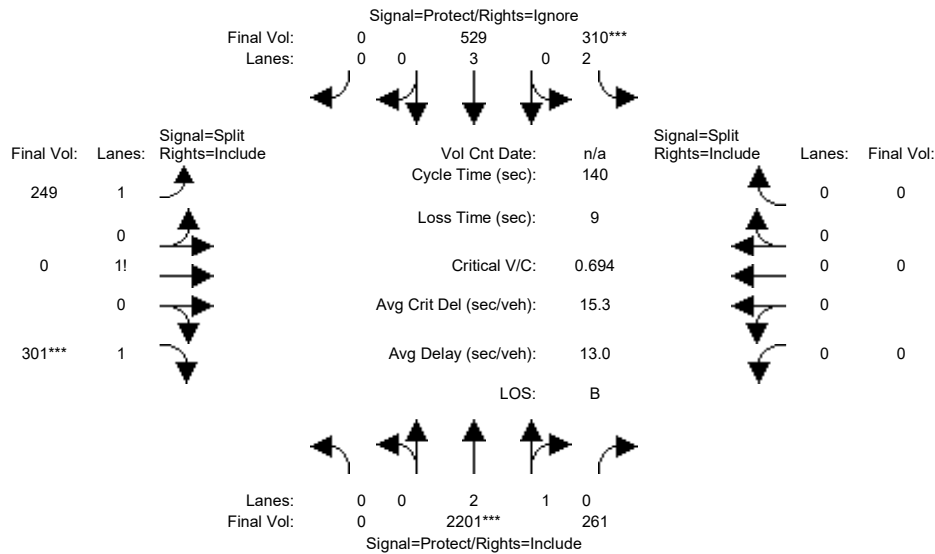 Signal=Protect/Rights=Ignore
Final Vol: 0 529 310***
Lanes: 0 0 3 0 2
Signal=Split
Final Vol: Lanes: Rights=Include
Vol Cnt Date: n/a
Signal=Split
Rights=Include Lanes: Final Vol:
Cycle Time (sec): 140
249 1
0 0
Loss Time (sec): 9
0
0
0 1!
Critical V/C: 0.694
0 0
0
Avg Crit Del (sec/veh): 15.3
0
301*** 1
Avg Delay (sec/veh): 13.0
0 0
LOS: B
Lanes: 0 0 2 1 0
Final Vol: 0 2201*** 261
Signal=Protect/Rights=Include